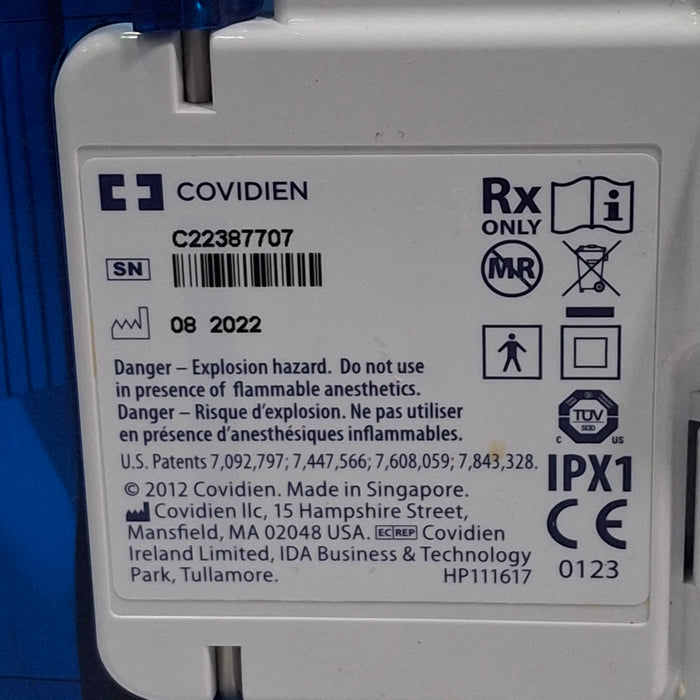 COVIDIEN
Rx
ONLY
i
C22387707
SN
MR
08 2022
Danger – Explosion hazard. Do not use
in presence of flammable anesthetics.
Danger – Risque d'explosion. Ne pas utiliser
en présence d'anesthésiques inflammables.
TÜV
SÜD
C US
U.S. Patents 7,092,797; 7,447,566; 7,608,059; 7,843,328.
IPX1
© 2012 Covidien. Made in Singapore.
Covidien llc, 15 Hampshire Street,
Mansfield, MA 02048 USA. EC REP Covidien
Ireland Limited, IDA Business & Technology
Park, Tullamore. HP111617
CE
0123